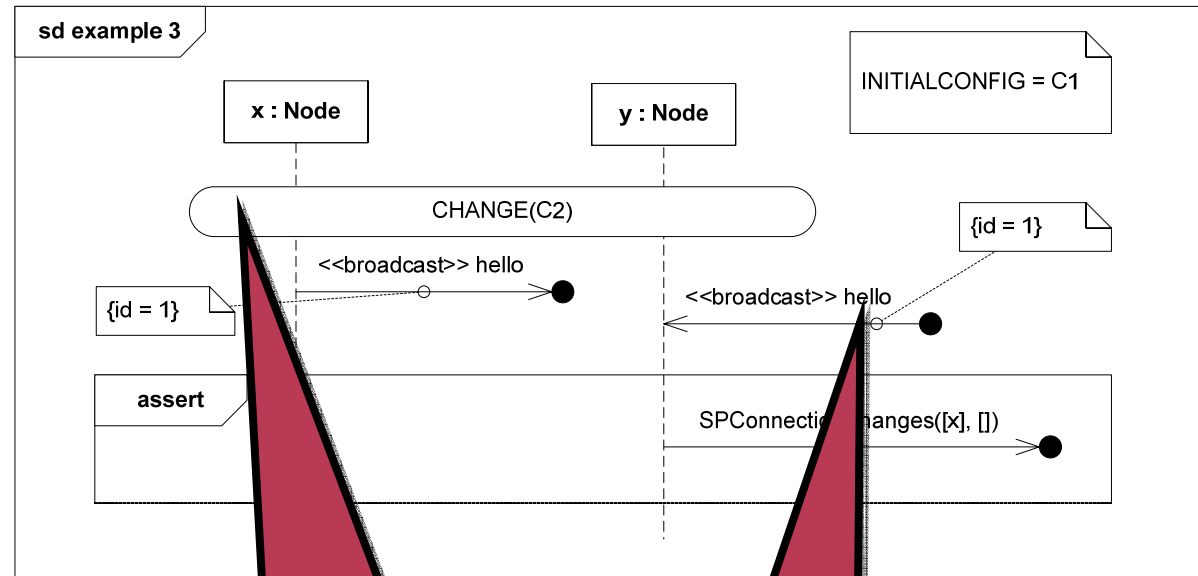 sd example 3
INITIALCONFIG = C1
x : Node
y : Node
CHANGE(C2)
{id = 1}
<<broadcast>> hello
<<broadcast>> hello
{id = 1}
assert
([x], [])